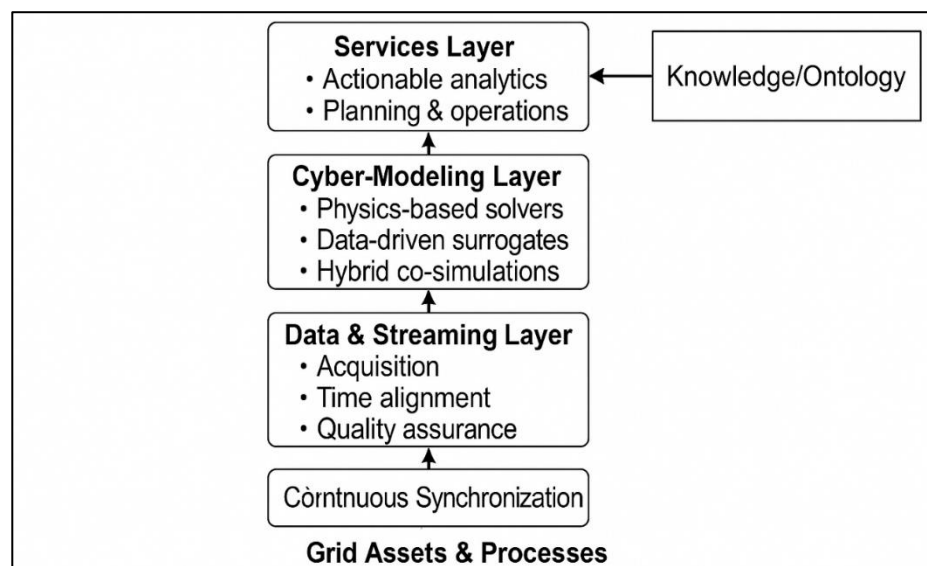 Services Layer
• Actionable analytics
• Planning & operations
Knowledge/Ontology
Cyber-Modeling Layer
• Physics-based solvers
• Data-driven surrogates
• Hybrid co-simulations
Data & Streaming Layer
• Acquisition
• Time alignment
• Quality assurance
Còrntnuous Synchronization
Grid Assets & Processes